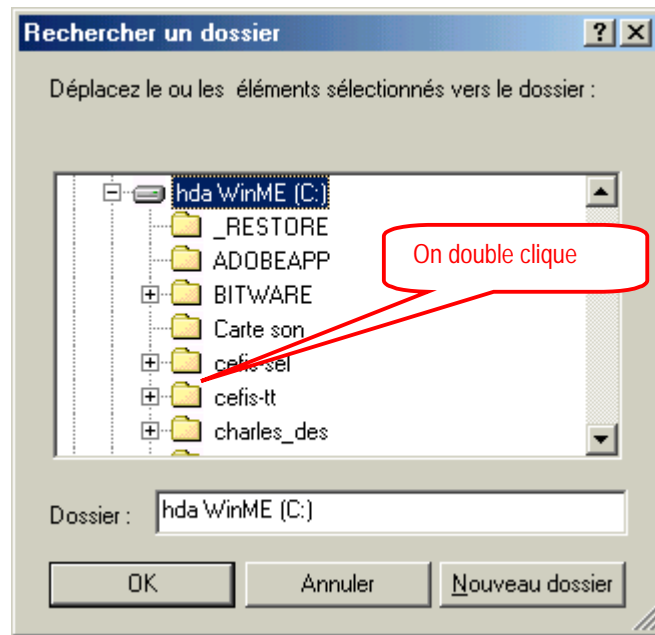 Rechercher un dossier
Déplacez le ou les éléments sélectionnés vers le dossier :
hda WinME (C:)
_RESTORE
ADOBEAPP
On double clique
BITWARE
Carte son
cefis-sel
cefis-tt
charles_des
Dossier : hda WinME (C:)
OK Annuler Nouveau dossier